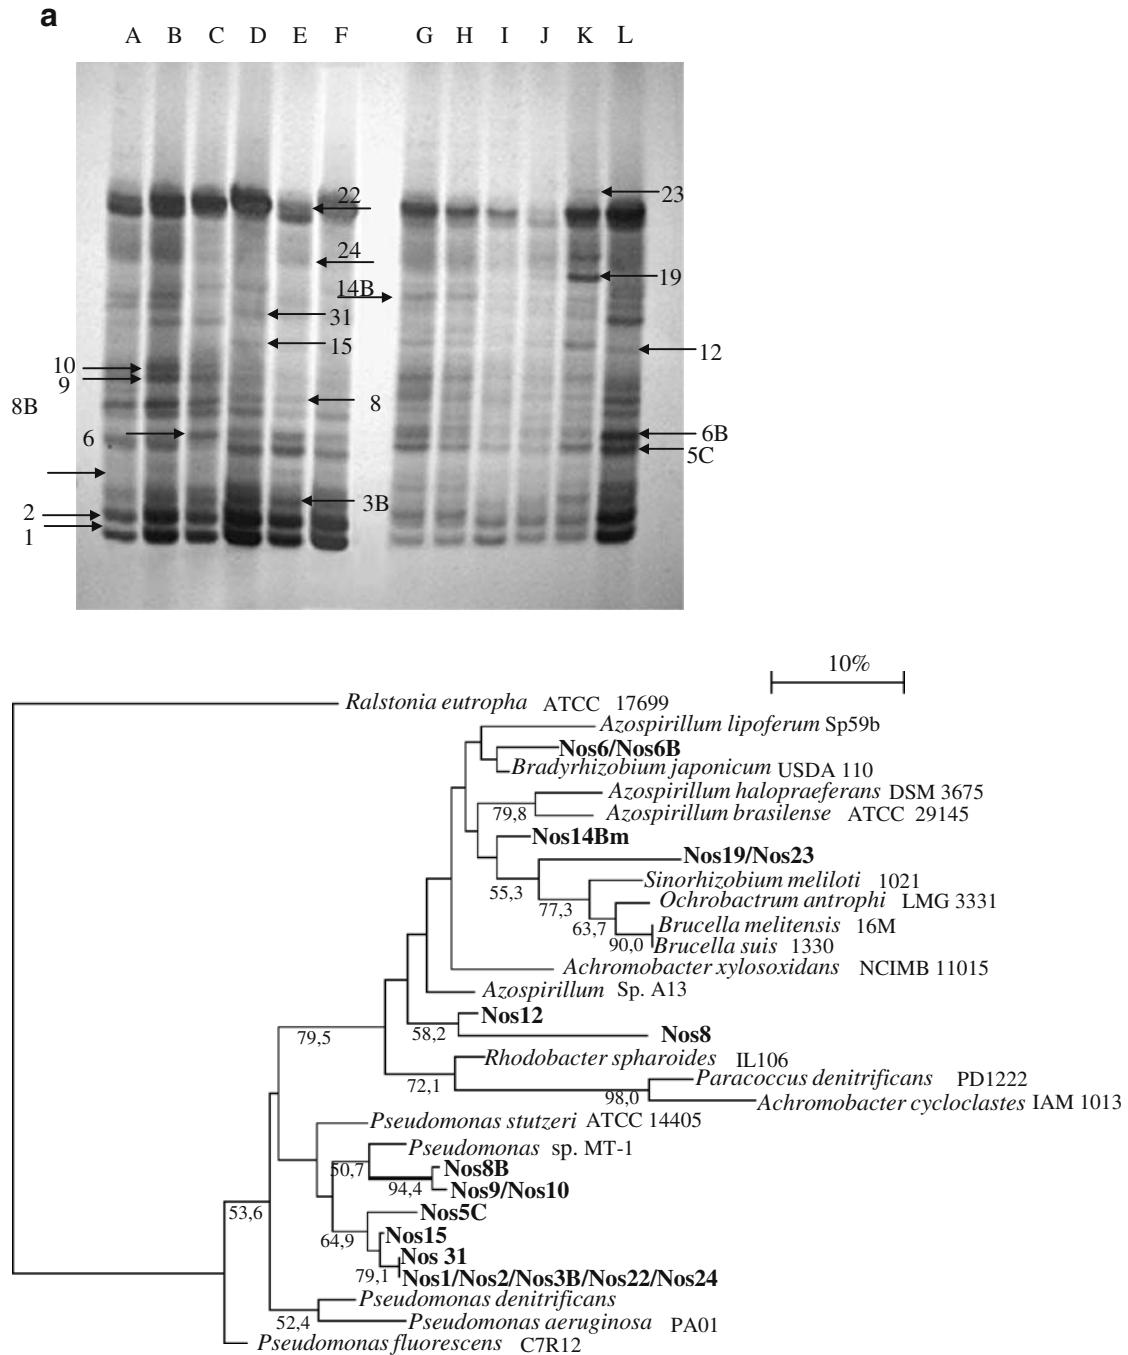 a
A B C D E F G H I J K L
22
23
24
19
14B
31
15
12
10
9
8B
8
6
6B
5C
3B
2
1
10%
Ralstonia eutropha ATCC 17699
Azospirillum lipoferum Sp59b
Nos6/Nos6B
Bradyrhizobium japonicum USDA 110
Azospirillum halopraeferans DSM 3675
79,8
Azospirillum brasilense ATCC 29145
Nos14Bm
Nos19/Nos23
55,3
Sinorhizobium meliloti 1021
77,3
Ochrobactrum antrophi LMG 3331
63,7
Brucella melitensis 16M
90,0
Brucella suis 1330
Achromobacter xylosoxidans NCIMB 11015
Azospirillum Sp. A13
Nos12
58,2
Nos8
79,5
Rhodobacter spharoides IL106
72,1
Paracoccus denitrificans PD1222
98,0
Achromobacter cycloclastes IAM 1013
Pseudomonas stutzeri ATCC 14405
Pseudomonas sp. MT-1
50,7
Nos8B
94,4
Nos9/Nos10
53,6
Nos5C
64,9
Nos15
Nos 31
79,1
Nos1/Nos2/Nos3B/Nos22/Nos24
Pseudomonas denitrificans
52,4
Pseudomonas aeruginosa PA01
Pseudomonas fluorescens C7R12